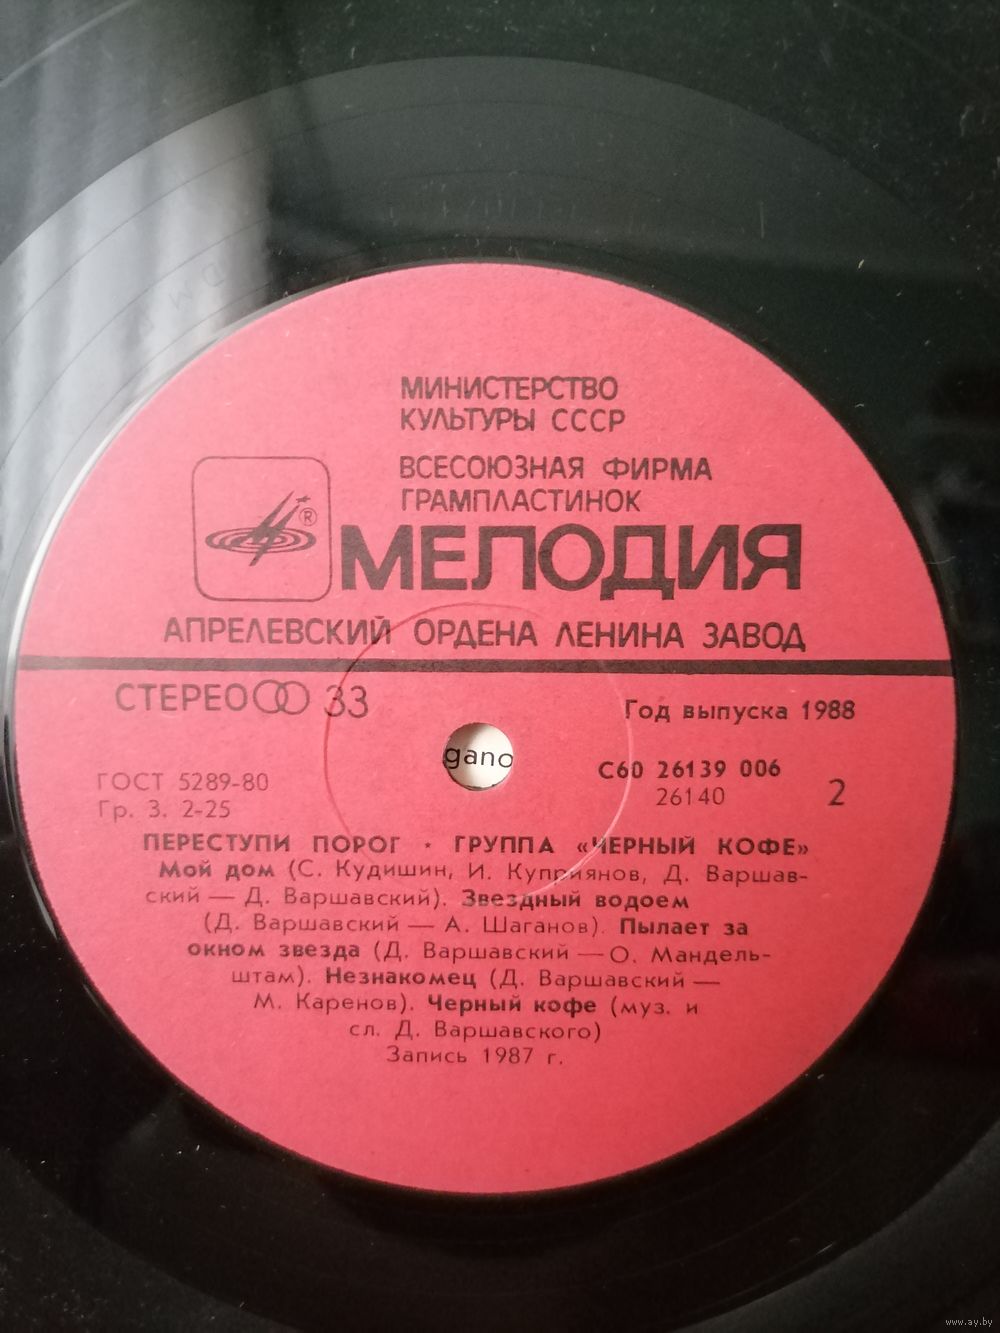 МИНИСТЕРСТВО
КУЛЬТУРЫ СССР
ВСЕСОЮЗНАЯ ФИРМА
ГРАМПЛАСТИНОК
®
МЕЛОДИЯ
АПРЕЛЕВСКИЙ ОРДЕНА ЛЕНИНА ЗАВОД
СТЕРЕО 33
Год выпуска 1988
gano
ГОСТ 5289-80
Гр. 3. 2-25
С60 26139 006
26140
2
ПЕРЕСТУПИ ПОРОГ • ГРУППА «ЧЕРНЫЙ КОФЕ»
Мой дом (С. Кудишин, И. Куприянов, Д. Варшав-
ский — Д. Варшавский). Звездный водоем
(Д. Варшавский — А. Шаганов). Пылает за
окном звезда (Д. Варшавский — О. Мандель-
штам). Незнакомец (Д. Варшавский —
М. Каренов). Черный кофе (муз. и
сл. Д. Варшавского)
Запись 1987 г.
www.ay.by